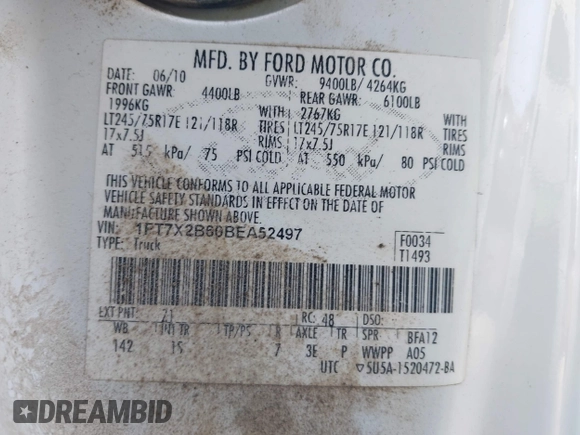 MFD. BY FORD MOTOR CO.
DATE: 06/10 GVWR: 9400LB/ 4264KG
FRONT GAWR: 4400LB REAR GAWR: 6100LB
1996KG WITH 2767KG WITH
LT245/75R17E 121/118R TIRES LT245/75R17E 121/118R TIRES
17x7.5J RIMS 17x7.5J RIMS
AT 515 kPa/ 75 PSI COLD AT 550 kPa/ 80 PSI COLD
THIS VEHICLE CONFORMS TO ALL APPLICABLE FEDERAL MOTOR
VEHICLE SAFETY STANDARDS IN EFFECT ON THE DATE OF
MANUFACTURE SHOWN ABOVE.
VIN: 1FT7X2B60BEA52497 F0034
TYPE: Truck T1493
EXT PNT: Z1 RC: 48 DSO:
WB INT TR TP/PS R AXLE TR SPR BFA12
142 7 3E P WWPP A05
UTC ▽5U5A-1520472-BA
DREAMBID